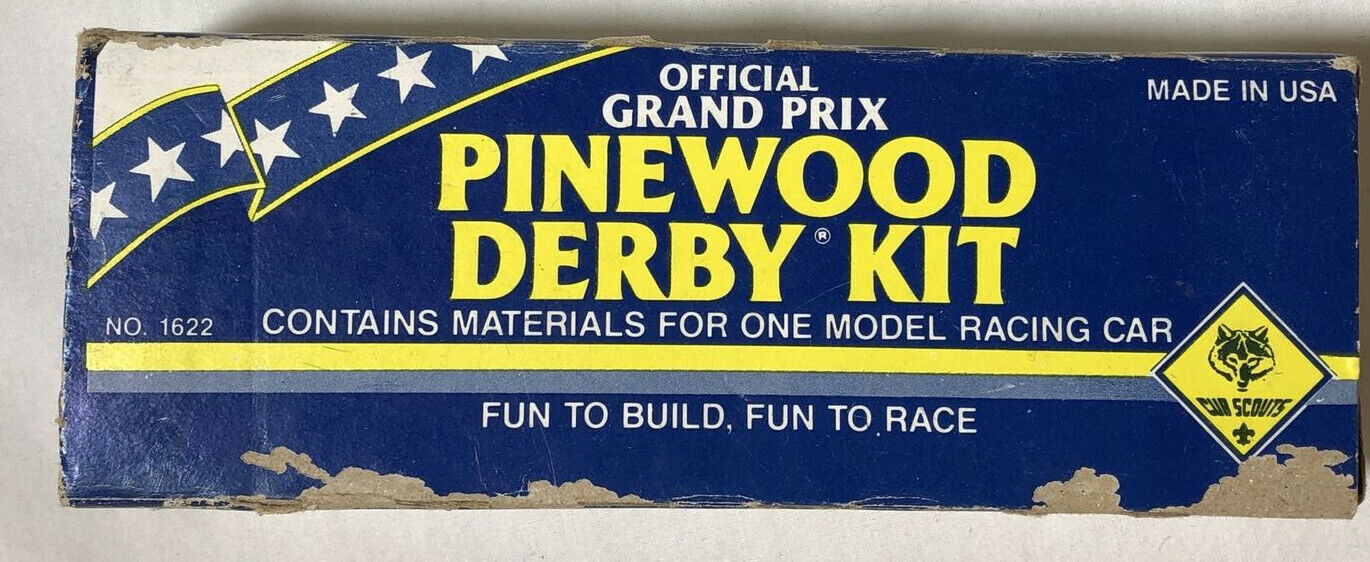 OFFICIAL
GRAND PRIX
MADE IN USA
PINEWOOD
DERBY® KIT
NO. 1622
CONTAINS MATERIALS FOR ONE MODEL RACING CAR
CUB SCOUTS
FUN TO BUILD, FUN TO RACE